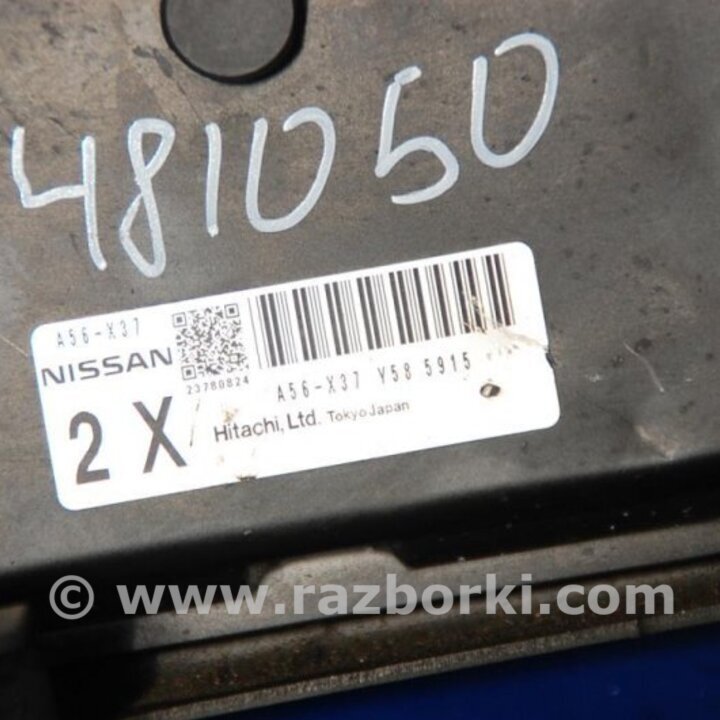 481050
A56-X37
NISSAN
23780824
2 X
A56-X37 Y58 5915
Hitachi, Ltd. Tokyo Japan
© www.razborki.com